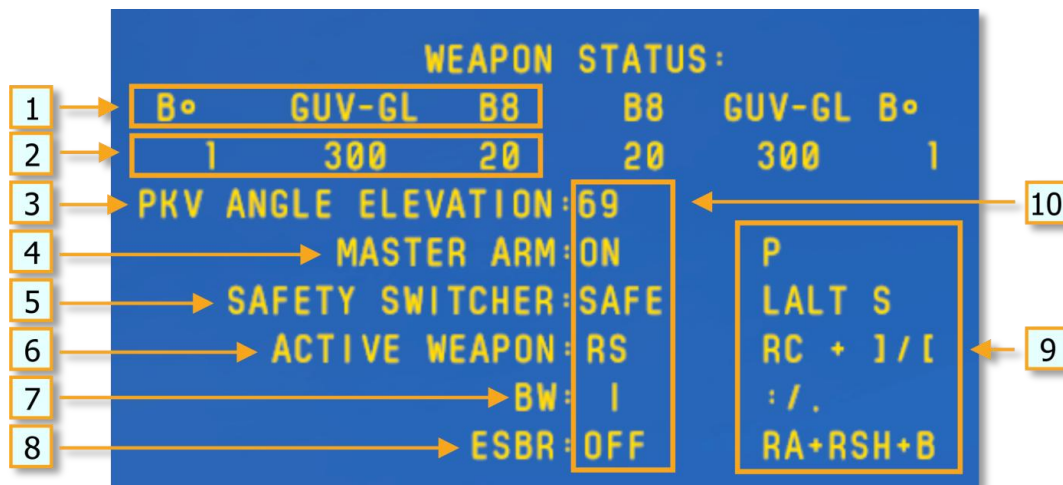 WEAPON STATUS:
1 B° GUV-GL B8 B8 GUV-GL B°
2 1 300 20 20 300 1
3 PKV ANGLE ELEVATION:69 10
4 MASTER ARM:ON P
5 SAFETY SWITCHER:SAFE LALT S
6 ACTIVE WEAPON:RS RC + ]/[ 9
7 BW: I :/.
8 ESBR:OFF RA+RSH+B